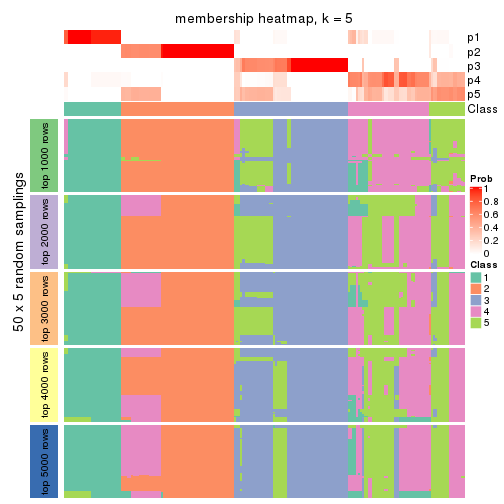 membership heatmap, k = 5
p1
p2
p3
p4
p5
Class
50 x 5 random samplings
top 1000 rows
top 2000 rows
top 3000 rows
top 4000 rows
top 5000 rows
Prob
1
0.8
0.6
0.4
0.2
0
Class
1
2
3
4
5